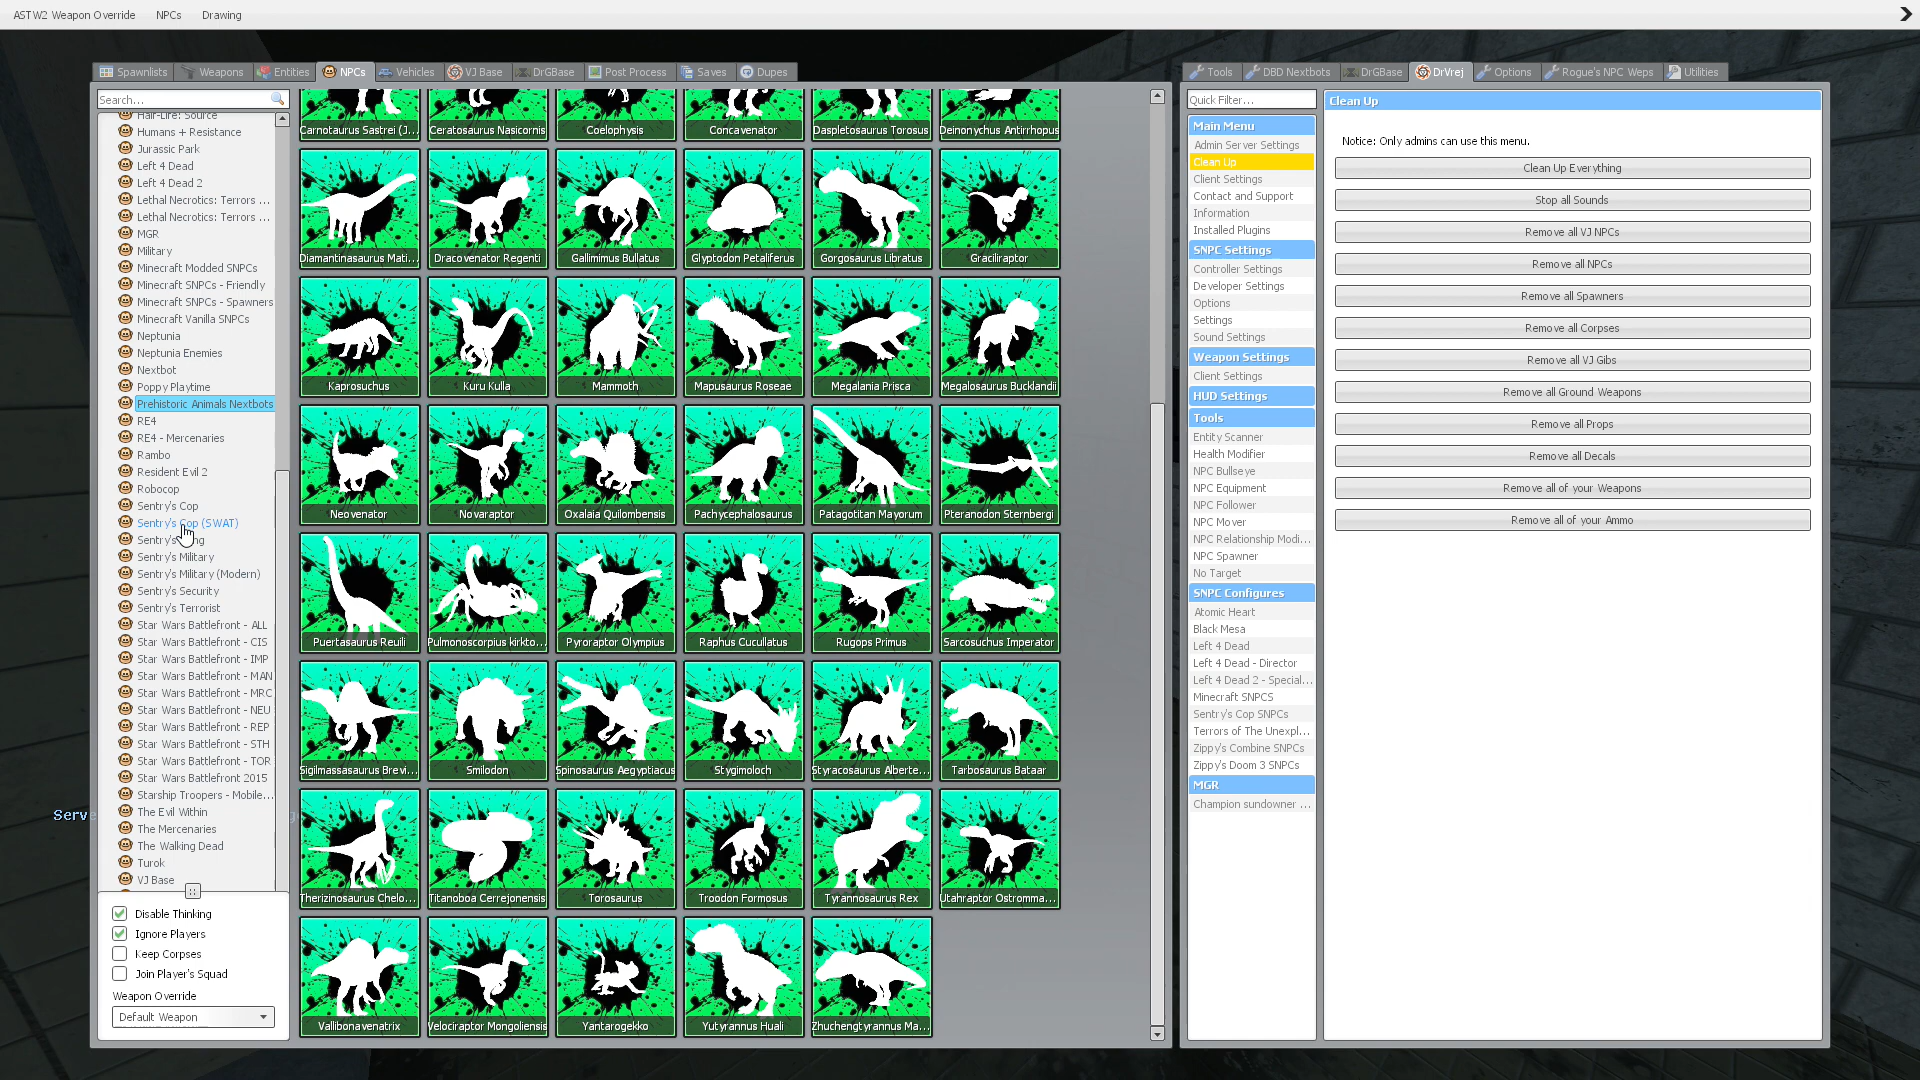 ASTW2 Weapon Override NPCs Drawing
Spawnlists Weapons Entities NPCs Vehicles VJ Base DrGBase Post Process Saves Dupes
Search...
Half-Life: Source
Humans + Resistance
Jurassic Park
Left 4 Dead
Left 4 Dead 2
Lethal Necrotics: Terrors ...
Lethal Necrotics: Terrors ...
MGR
Military
Minecraft Modded SNPCs
Minecraft SNPCs - Friendly
Minecraft SNPCs - Spawners
Minecraft Vanilla SNPCs
Neptunia
Neptunia Enemies
Nextbot
Poppy Playtime
Prehistoric Animals Nextbots
RE4
RE4 - Mercenaries
Rambo
Resident Evil 2
Robocop
Sentry's Cop
Sentry's Cop (SWAT)
Sentry's
Sentry's Military
Sentry's Military (Modern)
Sentry's Security
Sentry's Terrorist
Star Wars Battlefront - ALL
Star Wars Battlefront - CIS
Star Wars Battlefront - IMP
Star Wars Battlefront - MAN
Star Wars Battlefront - MRC
Star Wars Battlefront - NEU
Star Wars Battlefront - REP
Star Wars Battlefront - STH
Star Wars Battlefront - TOR
Star Wars Battlefront 2015
Starship Troopers - Mobile...
The Evil Within
The Mercenaries
The Walking Dead
Turok
VJ Base
Serv
Disable Thinking
Ignore Players
Keep Corpses
Join Player's Squad
Weapon Override
Default Weapon
Carnotaurus Sastrei (J... Ceratosaurus Nasicornis Coelophysis Concavenator Daspletosaurus Torosus Deinonychus Antirrhopus
Diamantinasaurus Mati... Dracovenator Regenti Gallimimus Bullatus Glyptodon Petaliferus Gorgosaurus Libratus Graciliraptor
Kaprosuchus Kuru Kulla Mammoth Mapusaurus Roseae Megalania Prisca Megalosaurus Bucklandii
Neovenator Novaraptor Oxalaia Quilombensis Pachycephalosaurus Patagotitan Mayorum Pteranodon Sternbergi
Puertasaurus Reuili Pulmonoscorpius kirkto... Pyroraptor Olympius Raphus Cucullatus Rugops Primus Sarcosuchus Imperator
Sigilmassasaurus Brevi... Smilodon Spinosaurus Aegyptiacus Stygimoloch Styracosaurus Alberte... Tarbosaurus Bataar
Therizinosaurus Chelo... Titanoboa Cerrejonensis Torosaurus Troodon Formosus Tyrannosaurus Rex Utahraptor Ostromma...
Vallibonavenatrix Velociraptor Mongoliensis Yantarogekko Yutyrannus Huali Zhuchengtyrannus Ma...
Tools DBD Nextbots DrGBase DrVrej Options Rogue's NPC Weps Utilities
Quick Filter...
Main Menu
Admin Server Settings
Clean Up
Client Settings
Contact and Support
Information
Installed Plugins
SNPC Settings
Controller Settings
Developer Settings
Options
Settings
Sound Settings
Weapon Settings
Client Settings
HUD Settings
Tools
Entity Scanner
Health Modifier
NPC Bullseye
NPC Equipment
NPC Follower
NPC Mover
NPC Relationship Modi...
NPC Spawner
No Target
SNPC Configures
Atomic Heart
Black Mesa
Left 4 Dead
Left 4 Dead - Director
Left 4 Dead 2 - Special...
Minecraft SNPCS
Sentry's Cop SNPCs
Terrors of The Unexpl...
Zippy's Combine SNPCs
Zippy's Doom 3 SNPCs
MGR
Champion sundowner ...
Clean Up
Notice: Only admins can use this menu.
Clean Up Everything
Stop all Sounds
Remove all VJ NPCs
Remove all NPCs
Remove all Spawners
Remove all Corpses
Remove all VJ Gibs
Remove all Ground Weapons
Remove all Props
Remove all Decals
Remove all of your Weapons
Remove all of your Ammo